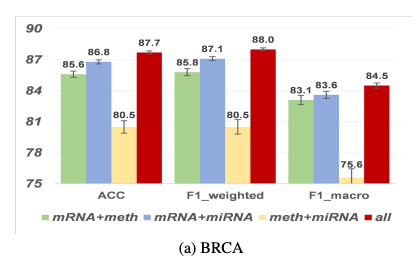 90
87
84
81
78
75
85.6
86.8
80.5
87.7
85.8
87.1
80.5
88.0
83.1
83.6
75.6
84.5
ACC
F1_weighted
F1_macro
mRNA+meth
mRNA+miRNA
meth+miRNA
all
(a) BRCA